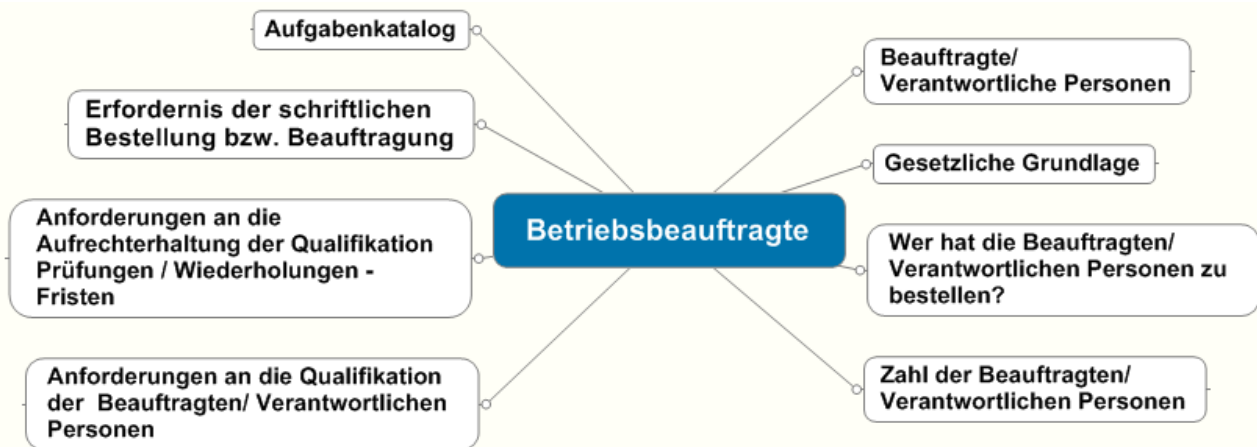 Aufgabenkatalog
Erfordernis der schriftlichen
Bestellung bzw. Beauftragung
Anforderungen an die
Aufrechterhaltung der Qualifikation
Prüfungen / Wiederholungen -
Fristen
Anforderungen an die Qualifikation
der Beauftragten/ Verantwortlichen
Personen
Betriebsbeauftragte
Beauftragte/
Verantwortliche Personen
Gesetzliche Grundlage
Wer hat die Beauftragten/
Verantwortlichen Personen zu
bestellen?
Zahl der Beauftragten/
Verantwortlichen Personen